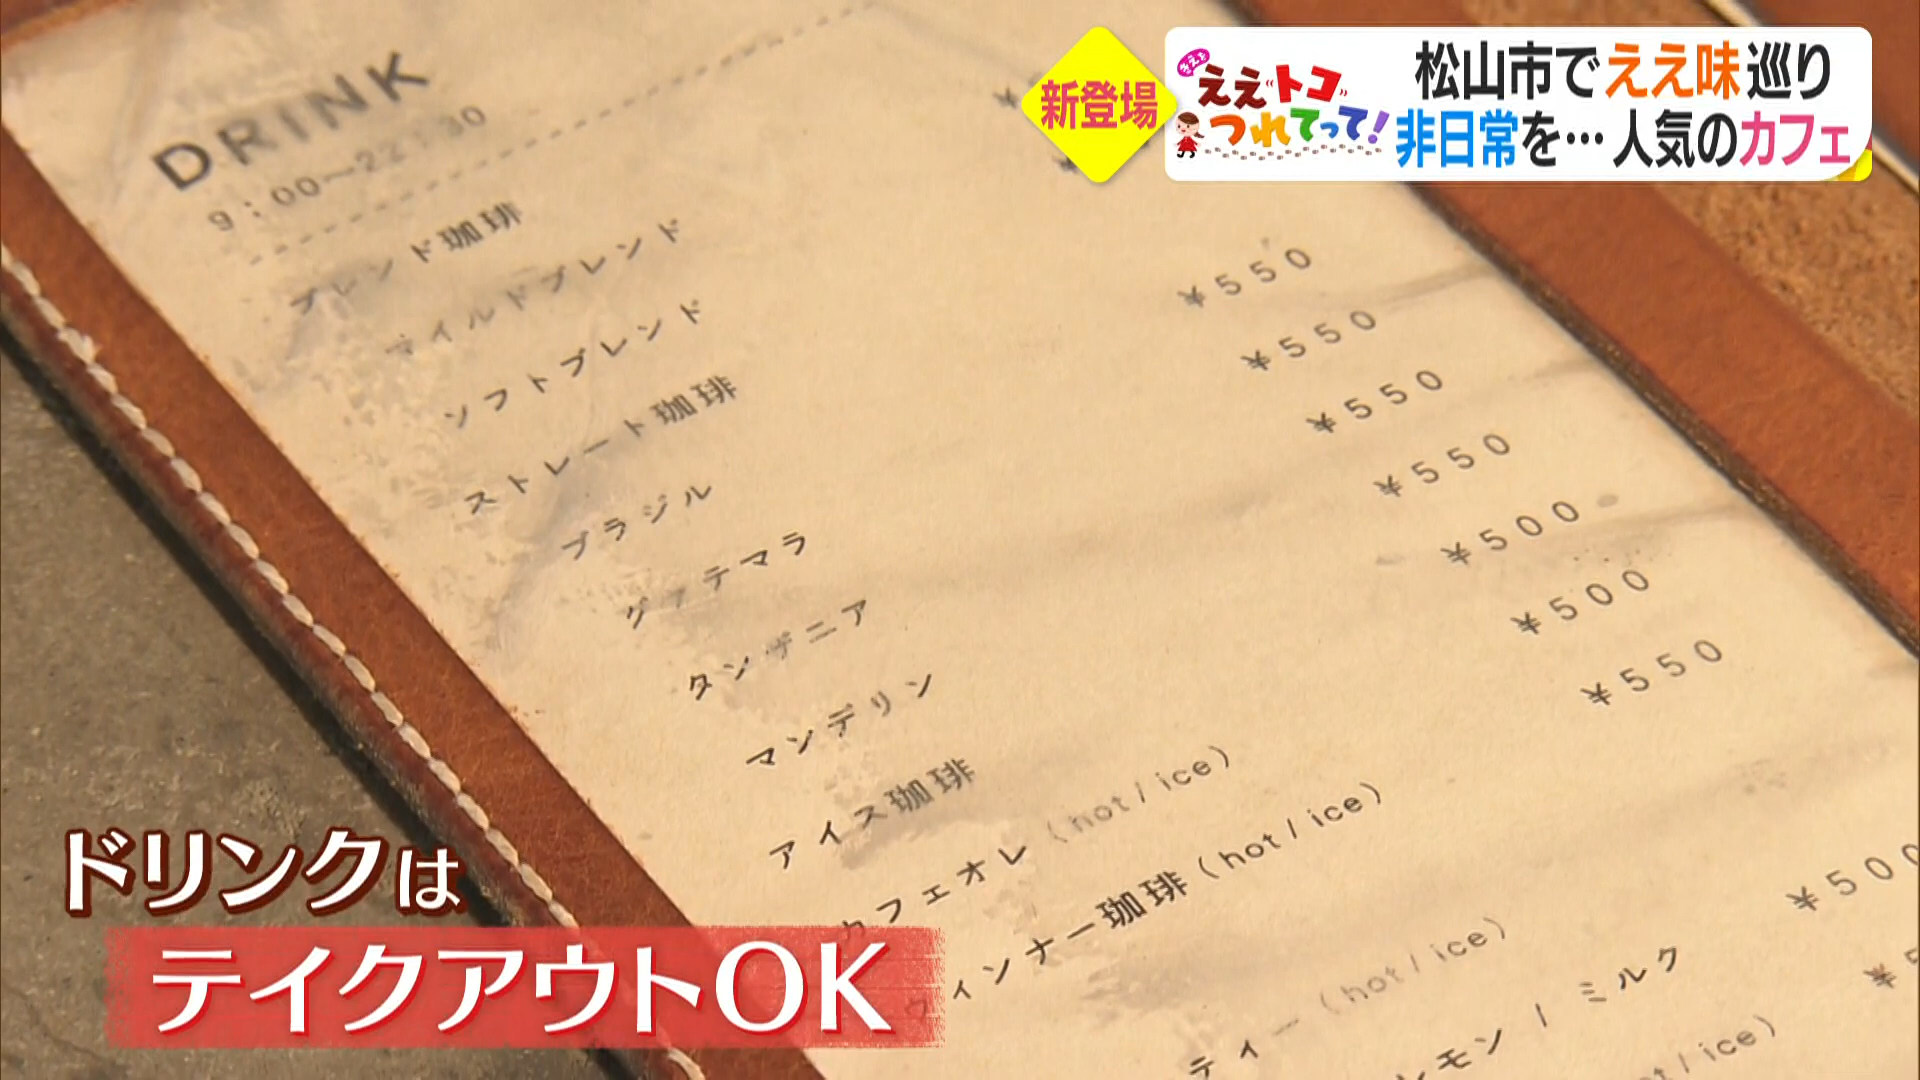 新登場
きえを
ええ"トコ"
つれてって!
松山市でええ味巡り
非日常を…人気のカフェ
DRINK
9:00~22:30
ブレンド珈琲
マイルドブレンド
ソフトブレンド
ストレート珈琲
ブラジル ¥550
グァテマラ ¥550
タンザニア ¥550
マンデリン ¥550
アイス珈琲 ¥500
カフェオレ (hot/ice) ¥500
ウィンナー珈琲 (hot/ice) ¥550
ティー (hot/ice) ¥500
レモン / ミルク
/ice)
ドリンクは
テイクアウトOK